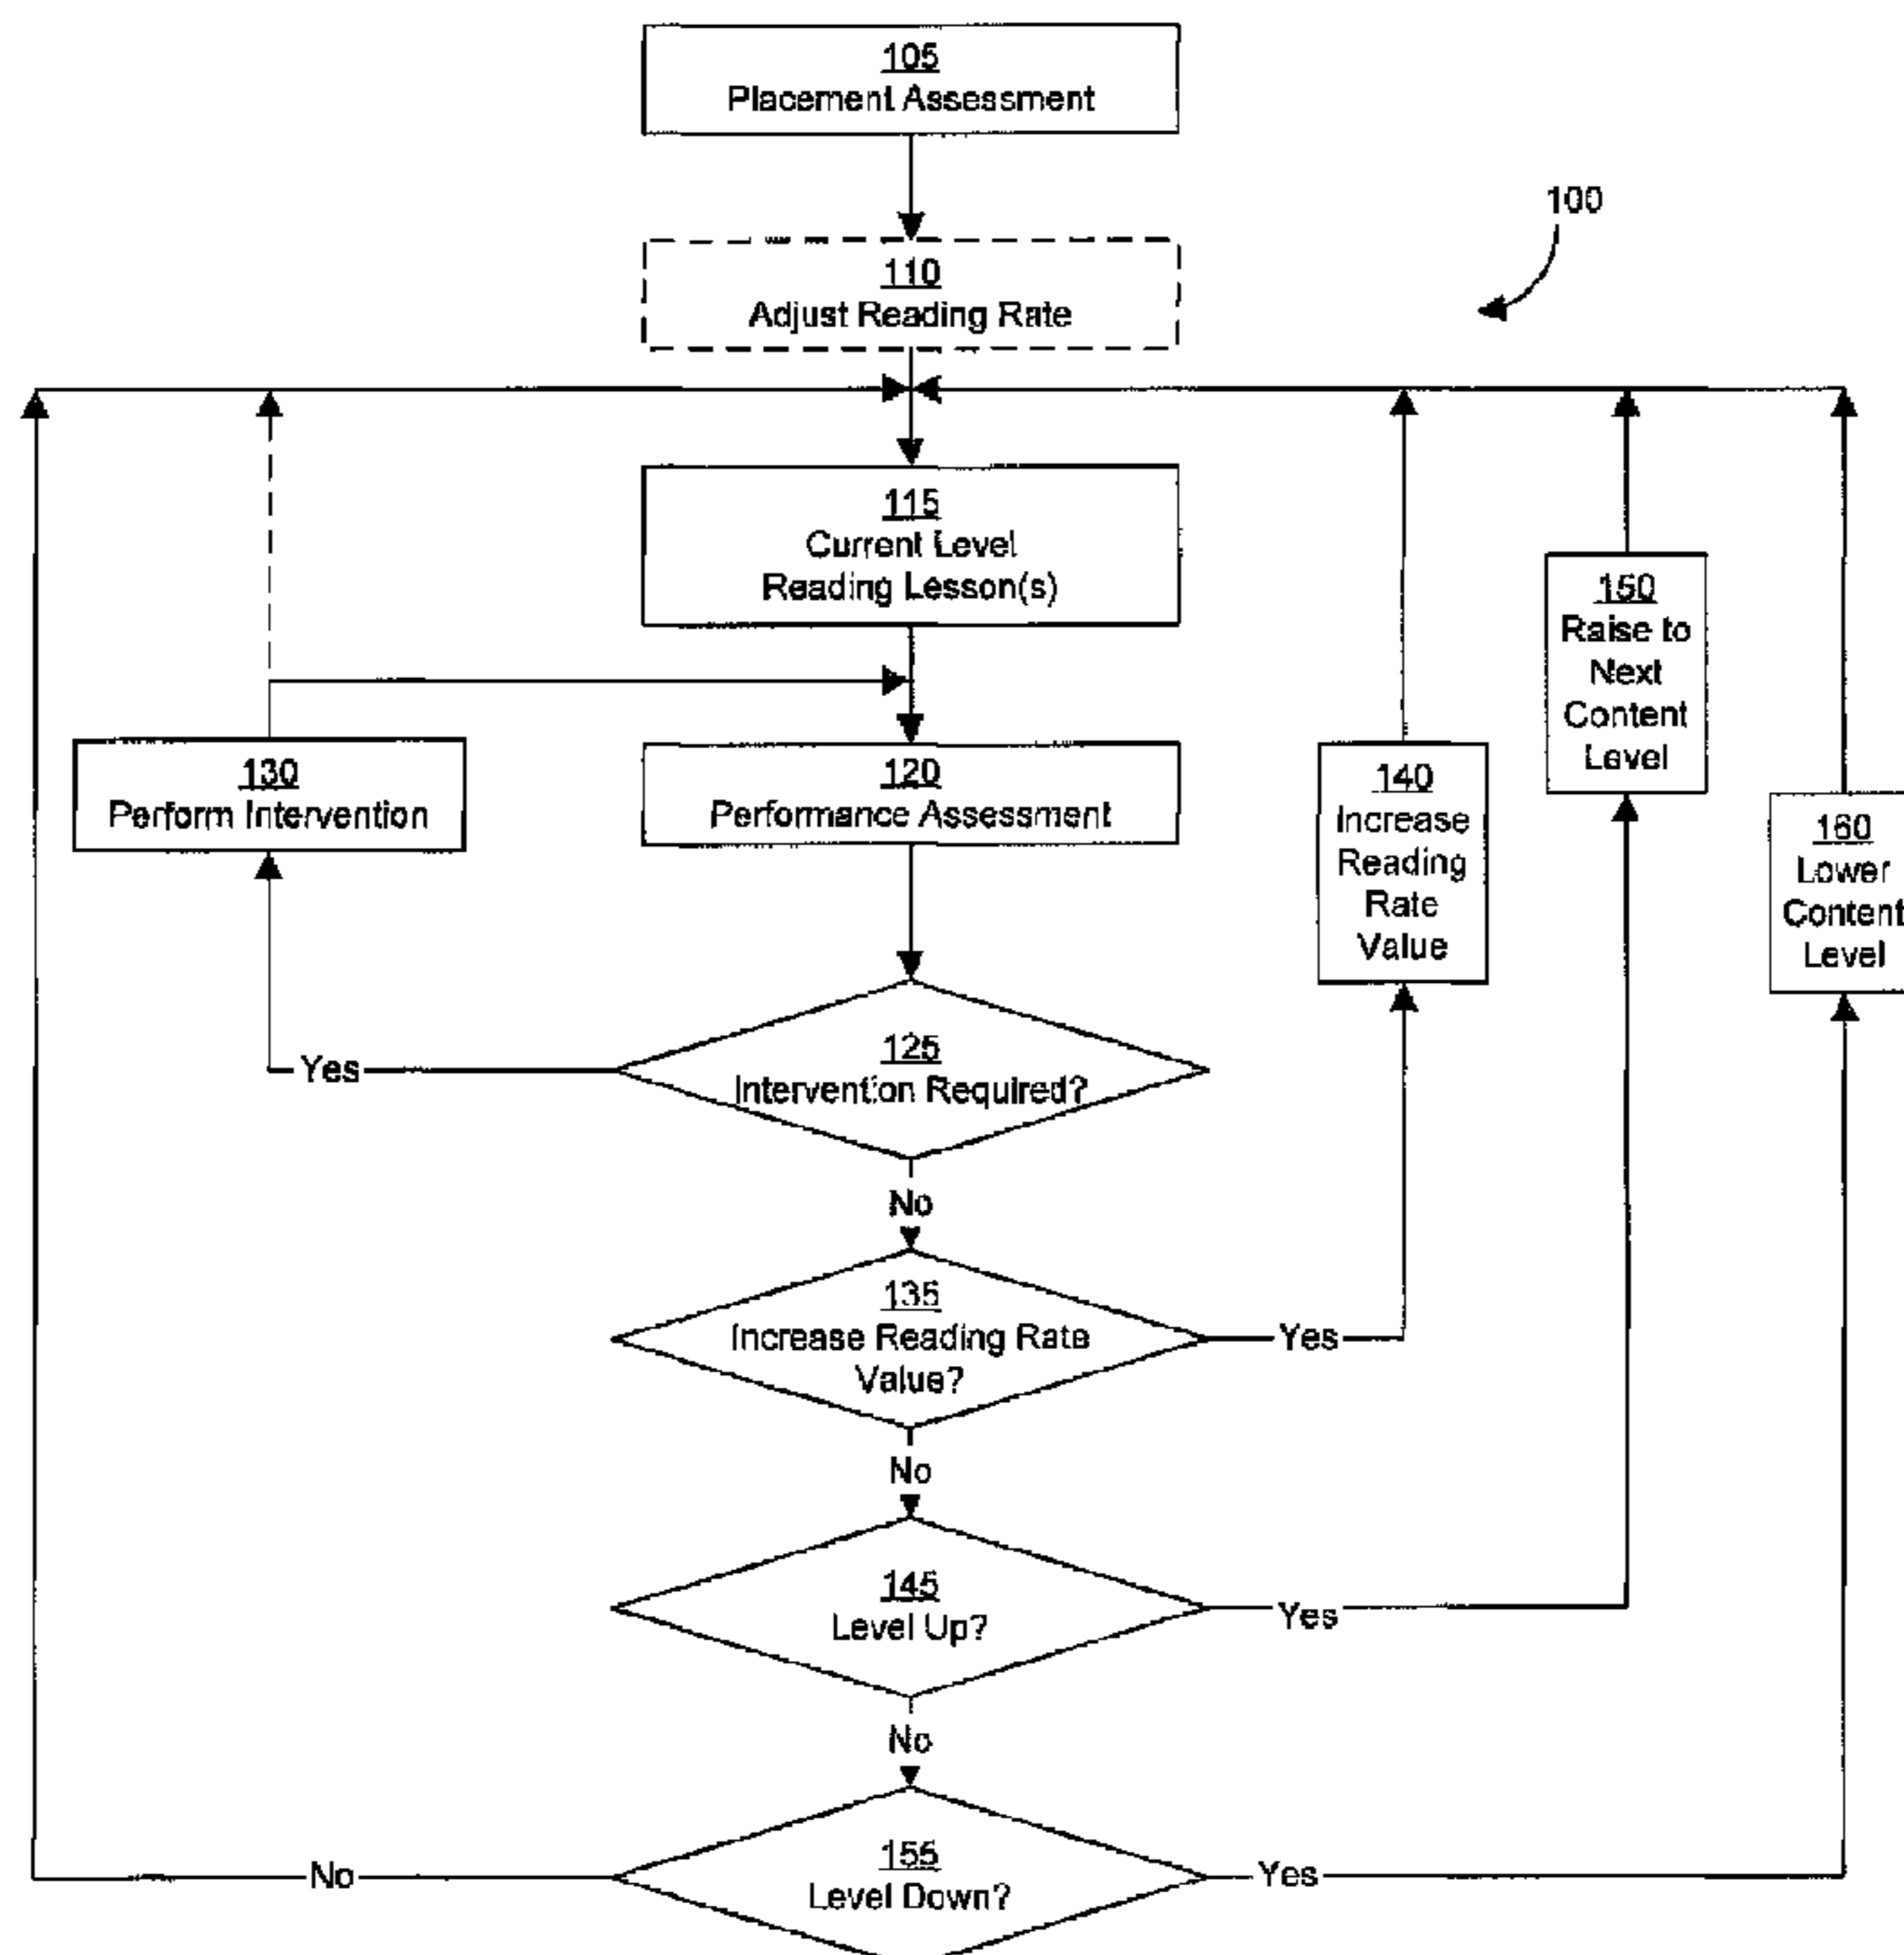 105
Placement Assessment
100
110
Adjust Reading Rate
115
Current Level
Reading Lesson(s)
150
Raise to
Next
Content
Level
130
Perform Intervention
120
Performance Assessment
140
Increase
Reading
Rate
Value
160
Lower
Content
Level
125
Intervention Required?
Yes
No
135
Increase Reading Rate
Value?
Yes
No
145
Level Up?
Yes
No
155
Level Down?
No
Yes